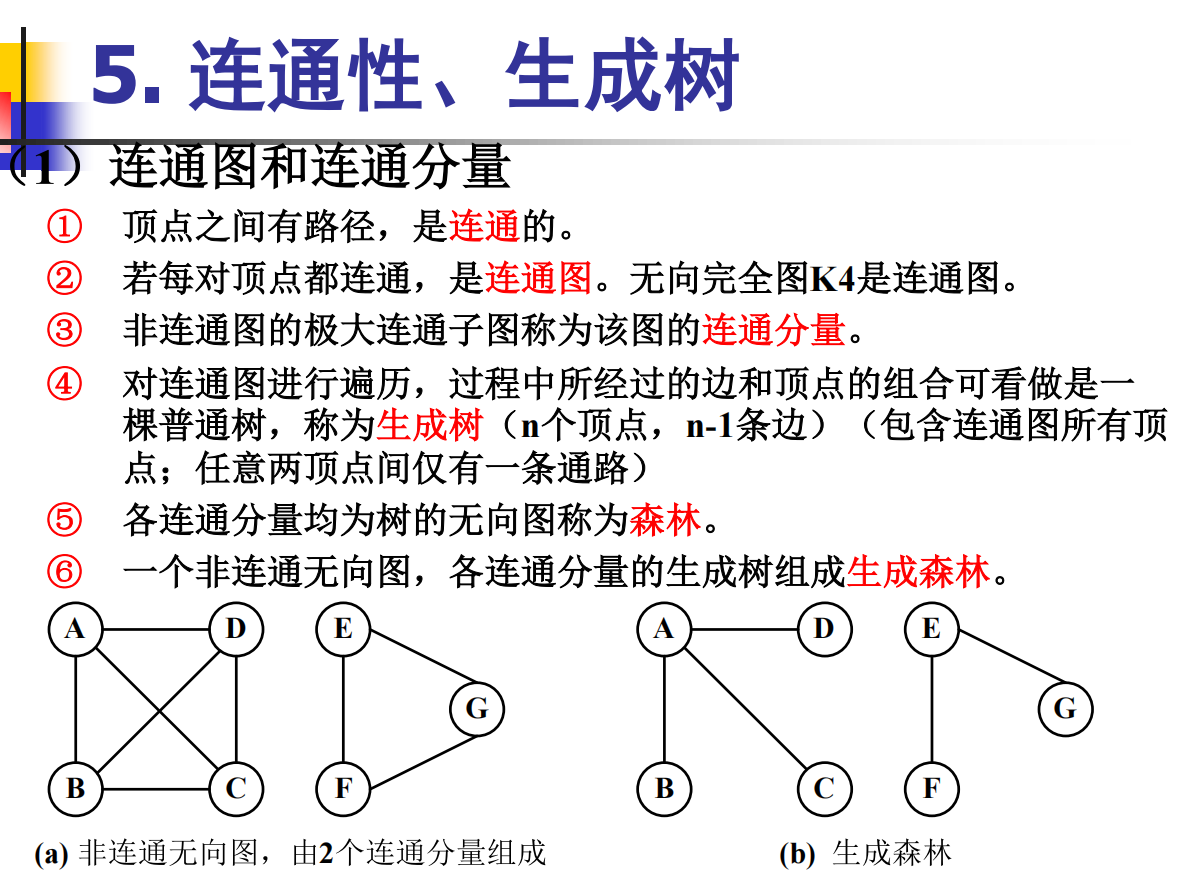 5. 连通性、生成树
（1）连通图和连通分量
① 顶点之间有路径，是连通的。
② 若每对顶点都连通，是连通图。无向完全图K4是连通图。
③ 非连通图的极大连通子图称为该图的连通分量。
④ 对连通图进行遍历，过程中所经过的边和顶点的组合可看做是一
棵普通树，称为生成树（n个顶点，n-1条边）（包含连通图所有顶
点；任意两顶点间仅有一条通路）
⑤ 各连通分量均为树的无向图称为森林。
⑥ 一个非连通无向图，各连通分量的生成树组成生成森林。
A D E A D E
G G
B C F B C F
(a) 非连通无向图，由2个连通分量组成 (b) 生成森林